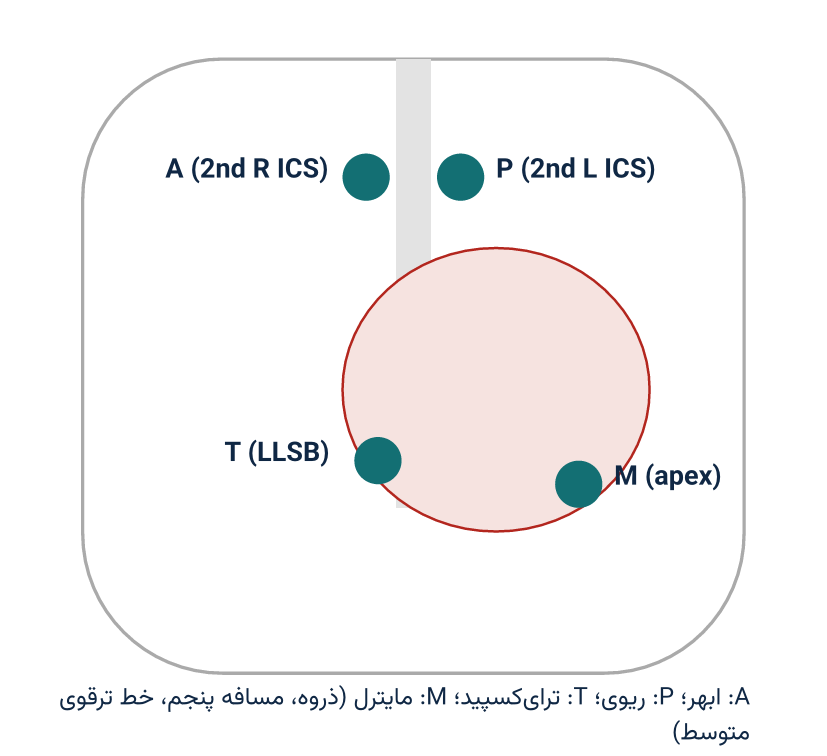 A (2nd R ICS)
P (2nd L ICS)
T (LLSB)
M (apex)
A: ابهر؛ P: ریوی؛ T: ترای‌کسپید؛ M: مایترل (ذروه، مسافه پنجم، خط ترقوی
متوسط)